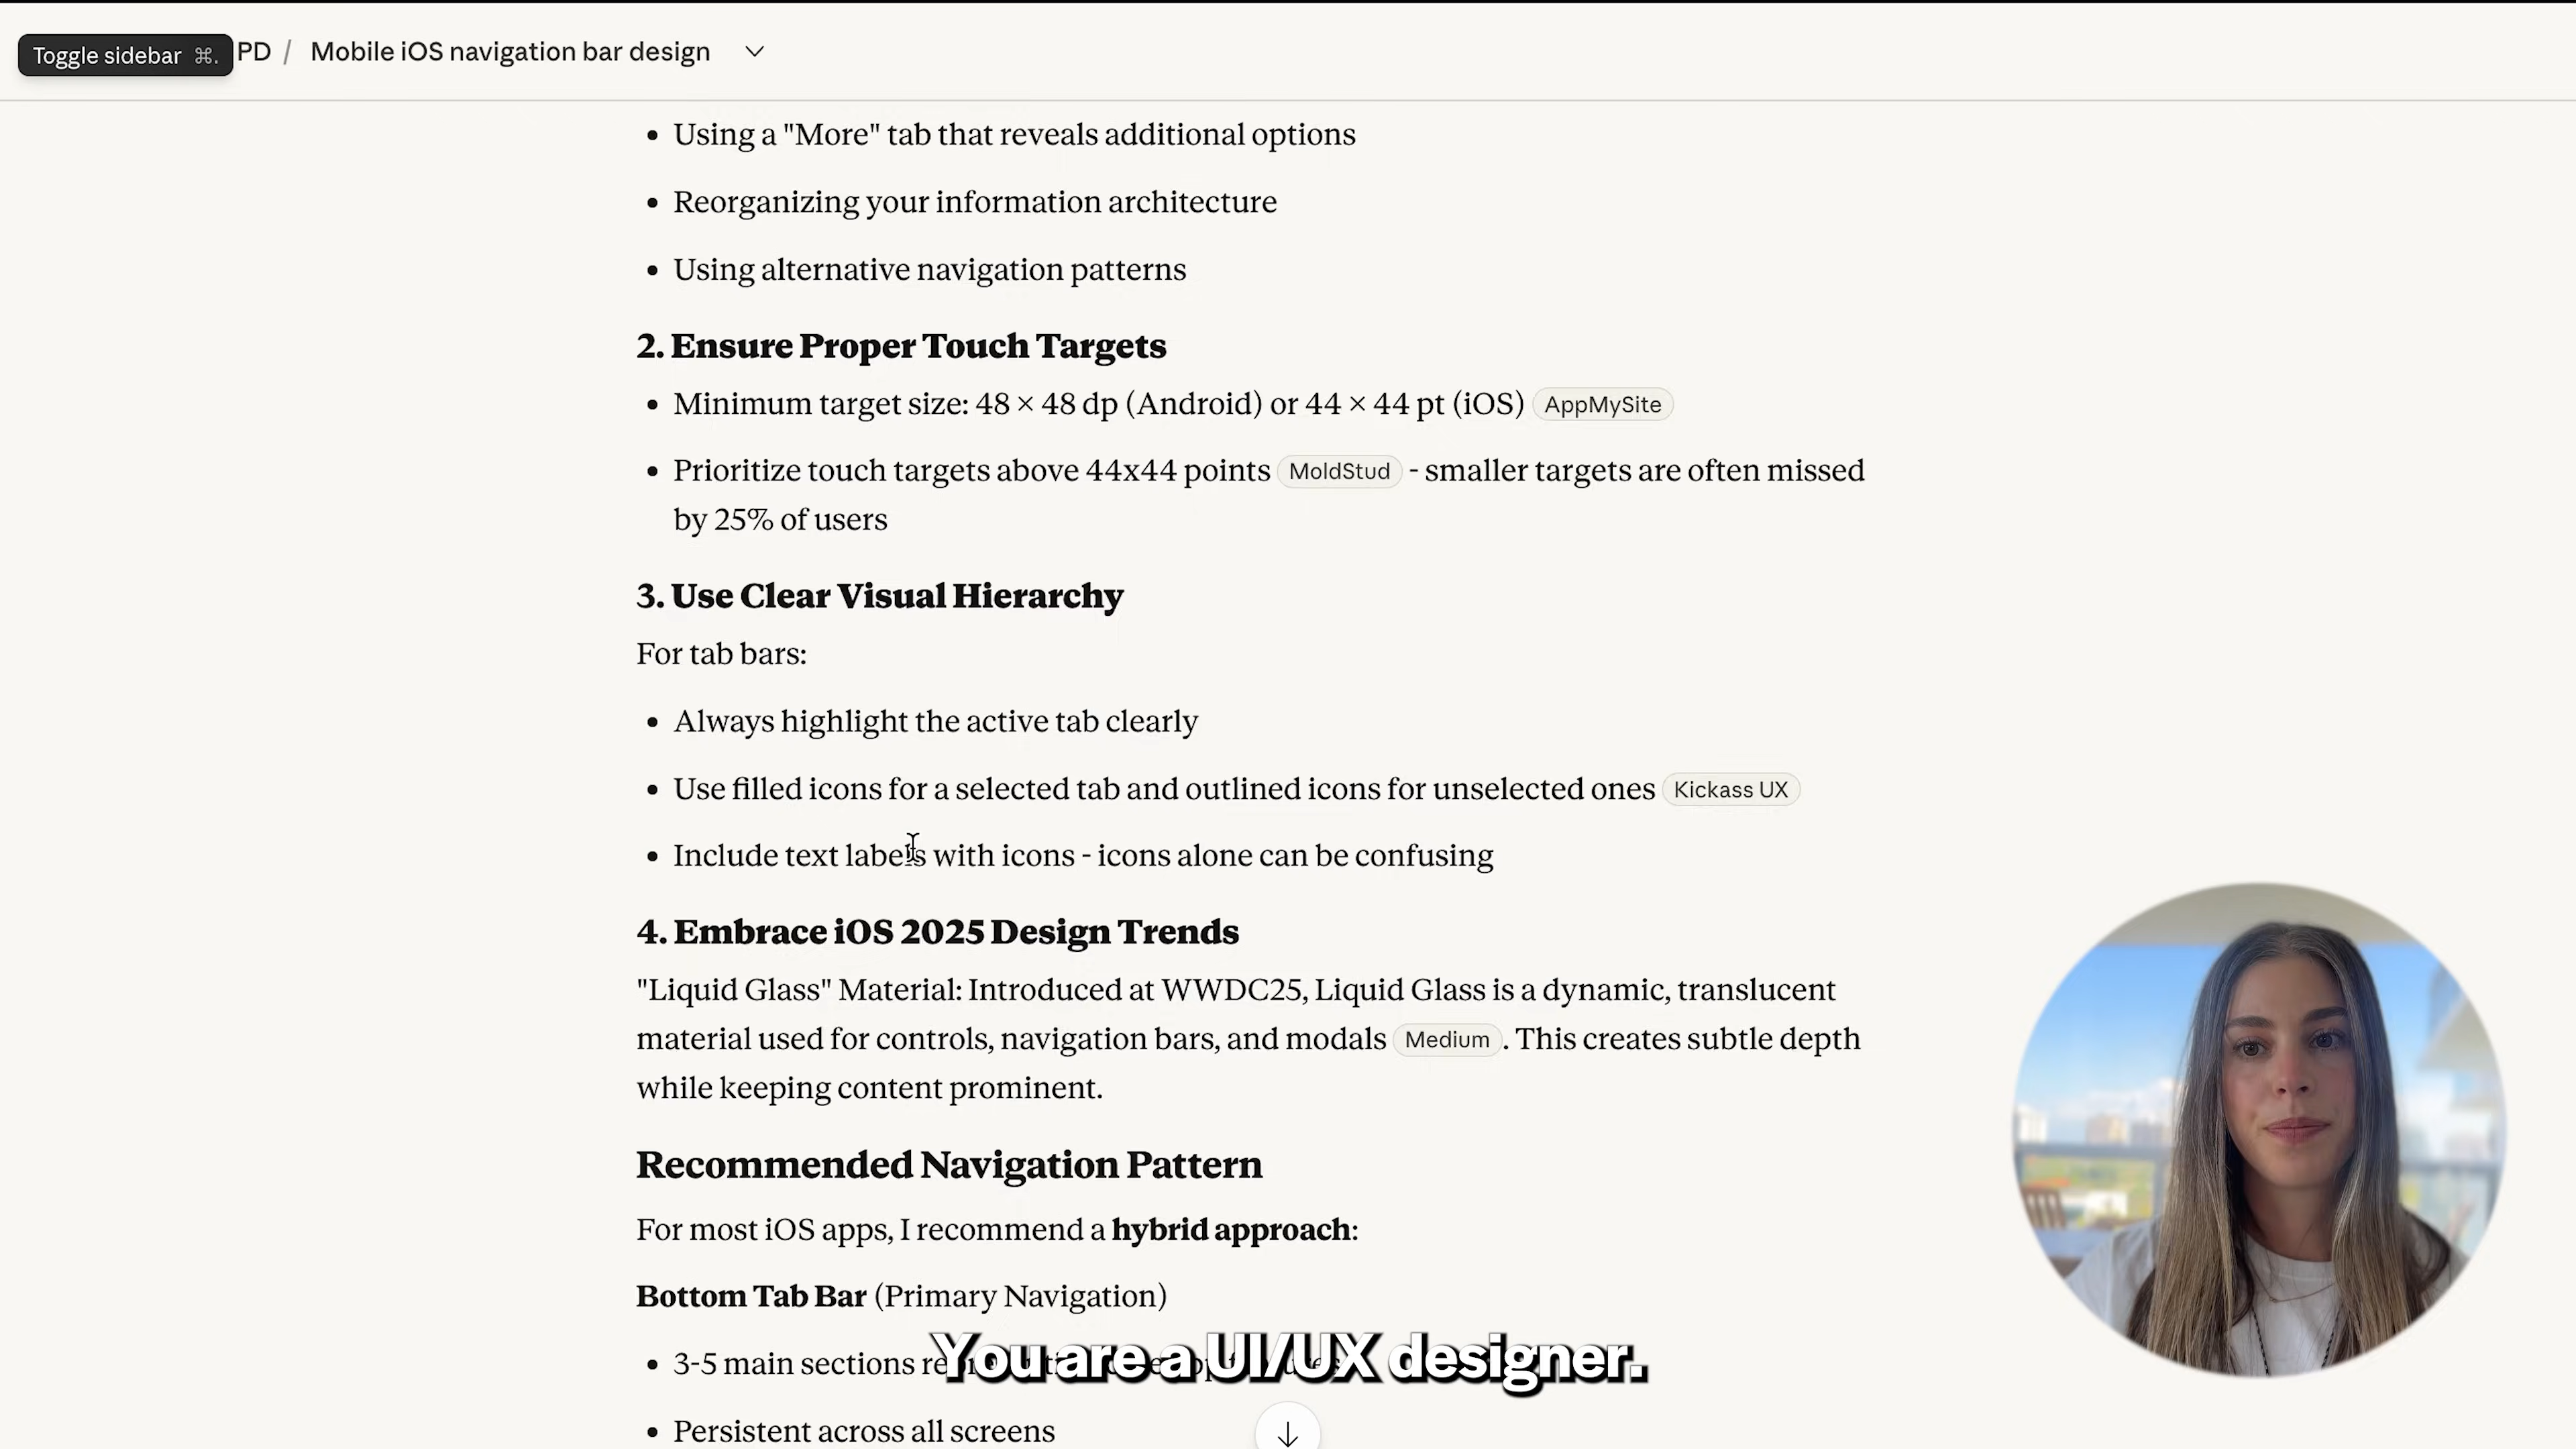 Toggle sidebar ⌘. PD / Mobile iOS navigation bar design
• Using a "More" tab that reveals additional options
• Reorganizing your information architecture
• Using alternative navigation patterns
2. Ensure Proper Touch Targets
• Minimum target size: 48 × 48 dp (Android) or 44 × 44 pt (iOS) AppMySite
• Prioritize touch targets above 44x44 points MoldStud - smaller targets are often missed
by 25% of users
3. Use Clear Visual Hierarchy
For tab bars:
• Always highlight the active tab clearly
• Use filled icons for a selected tab and outlined icons for unselected ones Kickass UX
• Include text labels with icons - icons alone can be confusing
4. Embrace iOS 2025 Design Trends
"Liquid Glass" Material: Introduced at WWDC25, Liquid Glass is a dynamic, translucent
material used for controls, navigation bars, and modals Medium. This creates subtle depth
while keeping content prominent.
Recommended Navigation Pattern
For most iOS apps, I recommend a hybrid approach:
Bottom Tab Bar (Primary Navigation)
• 3-5 main sections
You are a UI/UX designer.
• Persistent across all screens